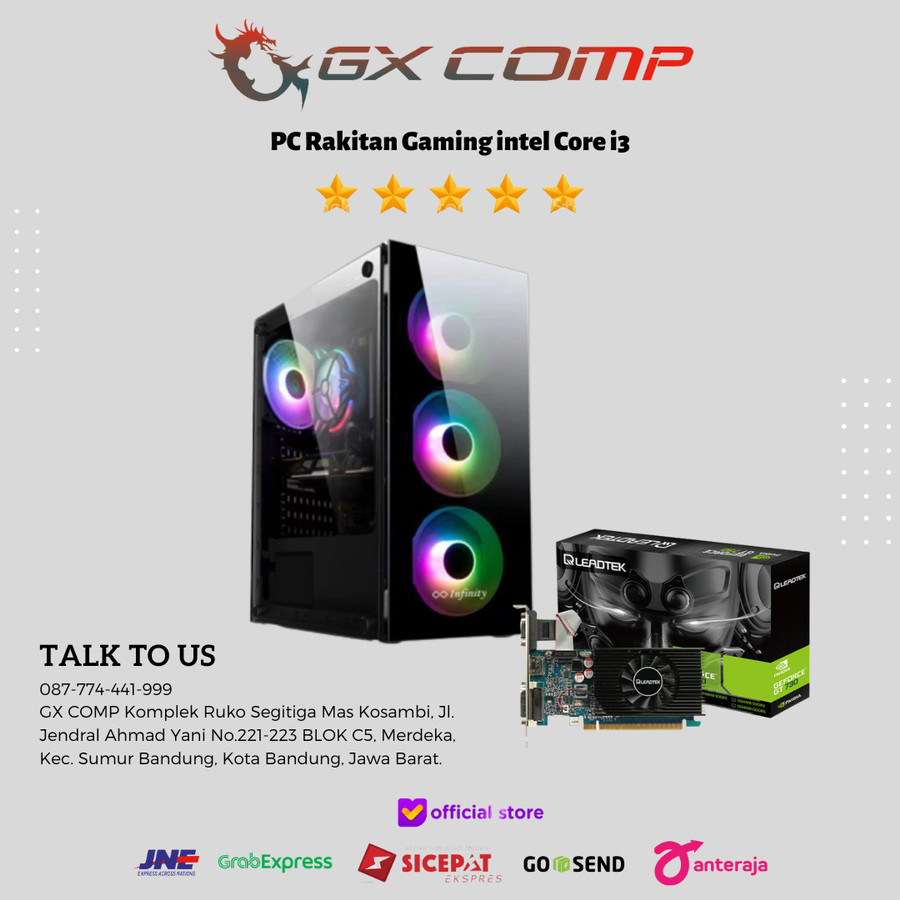 GX COMP
PC Rakitan Gaming intel Core i3
Infinity
LEADTEK
LEADTEK
LEADTEK
LEADTEK
NVIDIA
GEFORCE
GT 730
NVIDIA
TALK TO US
087-774-441-999
GX COMP Komplek Ruko Segitiga Mas Kosambi, Jl.
Jendral Ahmad Yani No.221-223 BLOK C5, Merdeka,
Kec. Sumur Bandung, Kota Bandung, Jawa Barat.
official store
JNE
EXPRESS ACROSS NATIONS
GrabExpress
SICEPAT
EKSPRES
GO SEND
anteraja